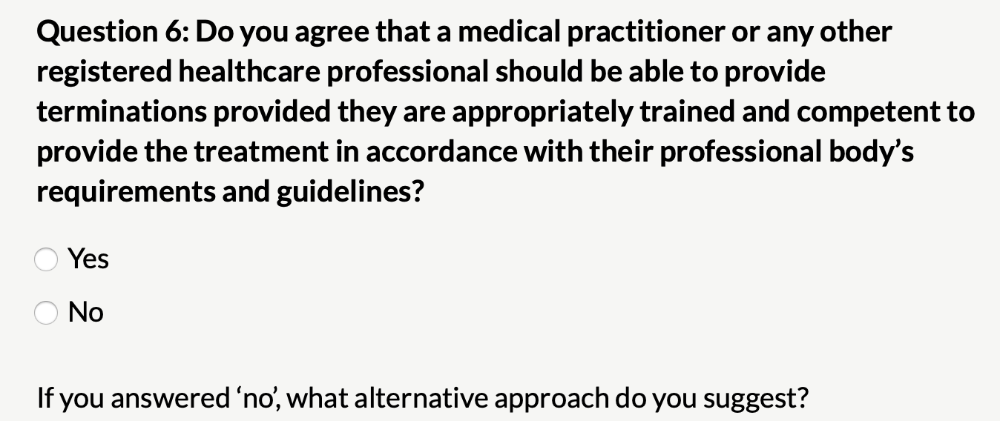 Question 6: Do you agree that a medical practitioner or any other
registered healthcare professional should be able to provide
terminations provided they are appropriately trained and competent to
provide the treatment in accordance with their professional body’s
requirements and guidelines?
Yes
No
If you answered ‘no’, what alternative approach do you suggest?